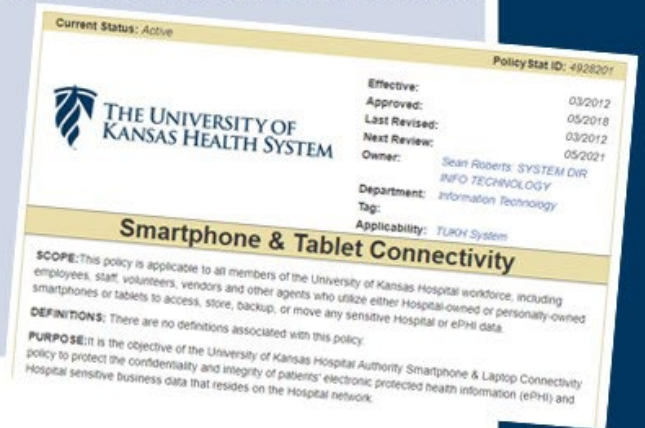 Current Status: Active
PolicyStat ID: 4928201
THE UNIVERSITY OF
KANSAS HEALTH SYSTEM
Effective: 03/2012
Approved: 05/2018
Last Revised: 03/2012
Next Review: 05/2021
Owner: Sean Roberts: SYSTEM DIR
INFO TECHNOLOGY
Department: Information Technology
Tag:
Applicability: TUKH System
Smartphone & Tablet Connectivity
SCOPE:This policy is applicable to all members of the University of Kansas Hospital workforce, including
employees, staff, volunteers, vendors and other agents who utilize either Hospital-owned or personally-owned
smartphones or tablets to access, store, backup, or move any sensitive Hospital or ePHI data.
DEFINITIONS: There are no definitions associated with this policy.
PURPOSE:It is the objective of the University of Kansas Hospital Authority Smartphone & Laptop Connectivity
policy to protect the confidentiality and integrity of patients' electronic protected health information (ePHI) and
Hospital sensitive business data that resides on the Hospital network.